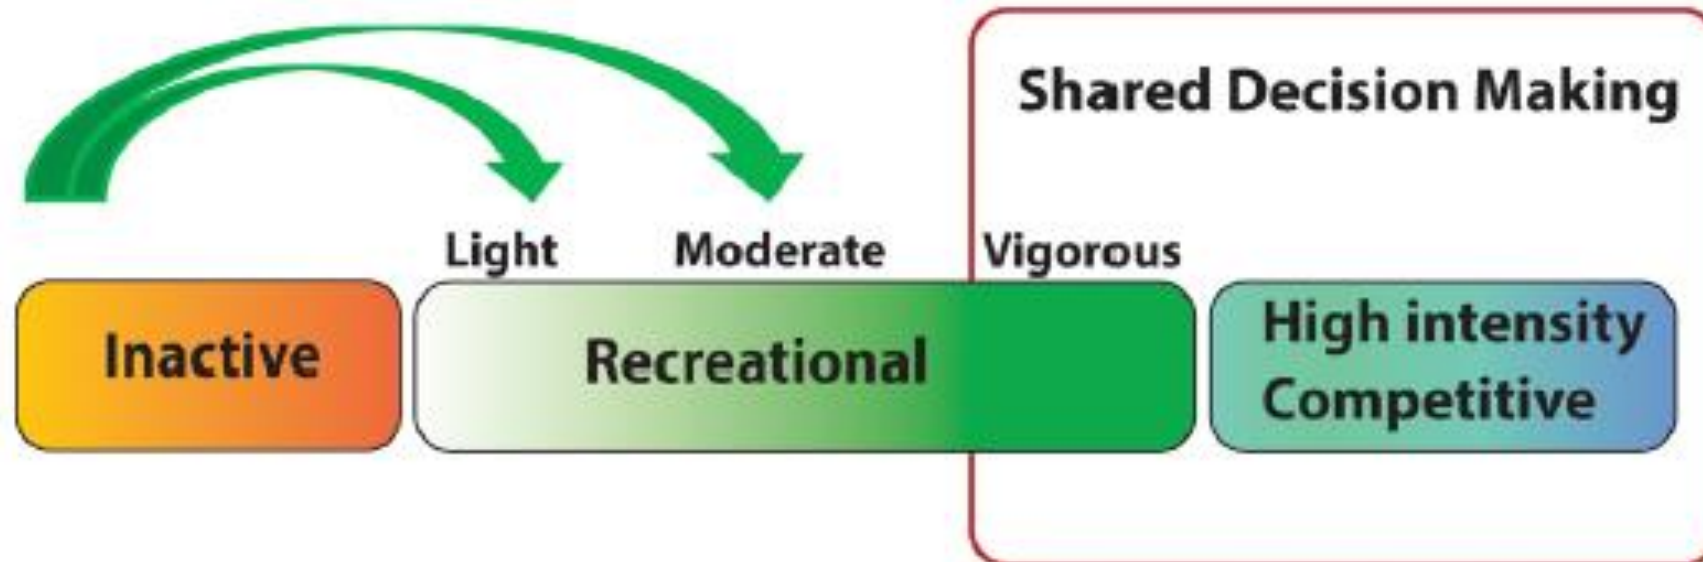 Shared Decision Making
Light
Moderate
Vigorous
Inactive
Recreational
High intensity
Competitive